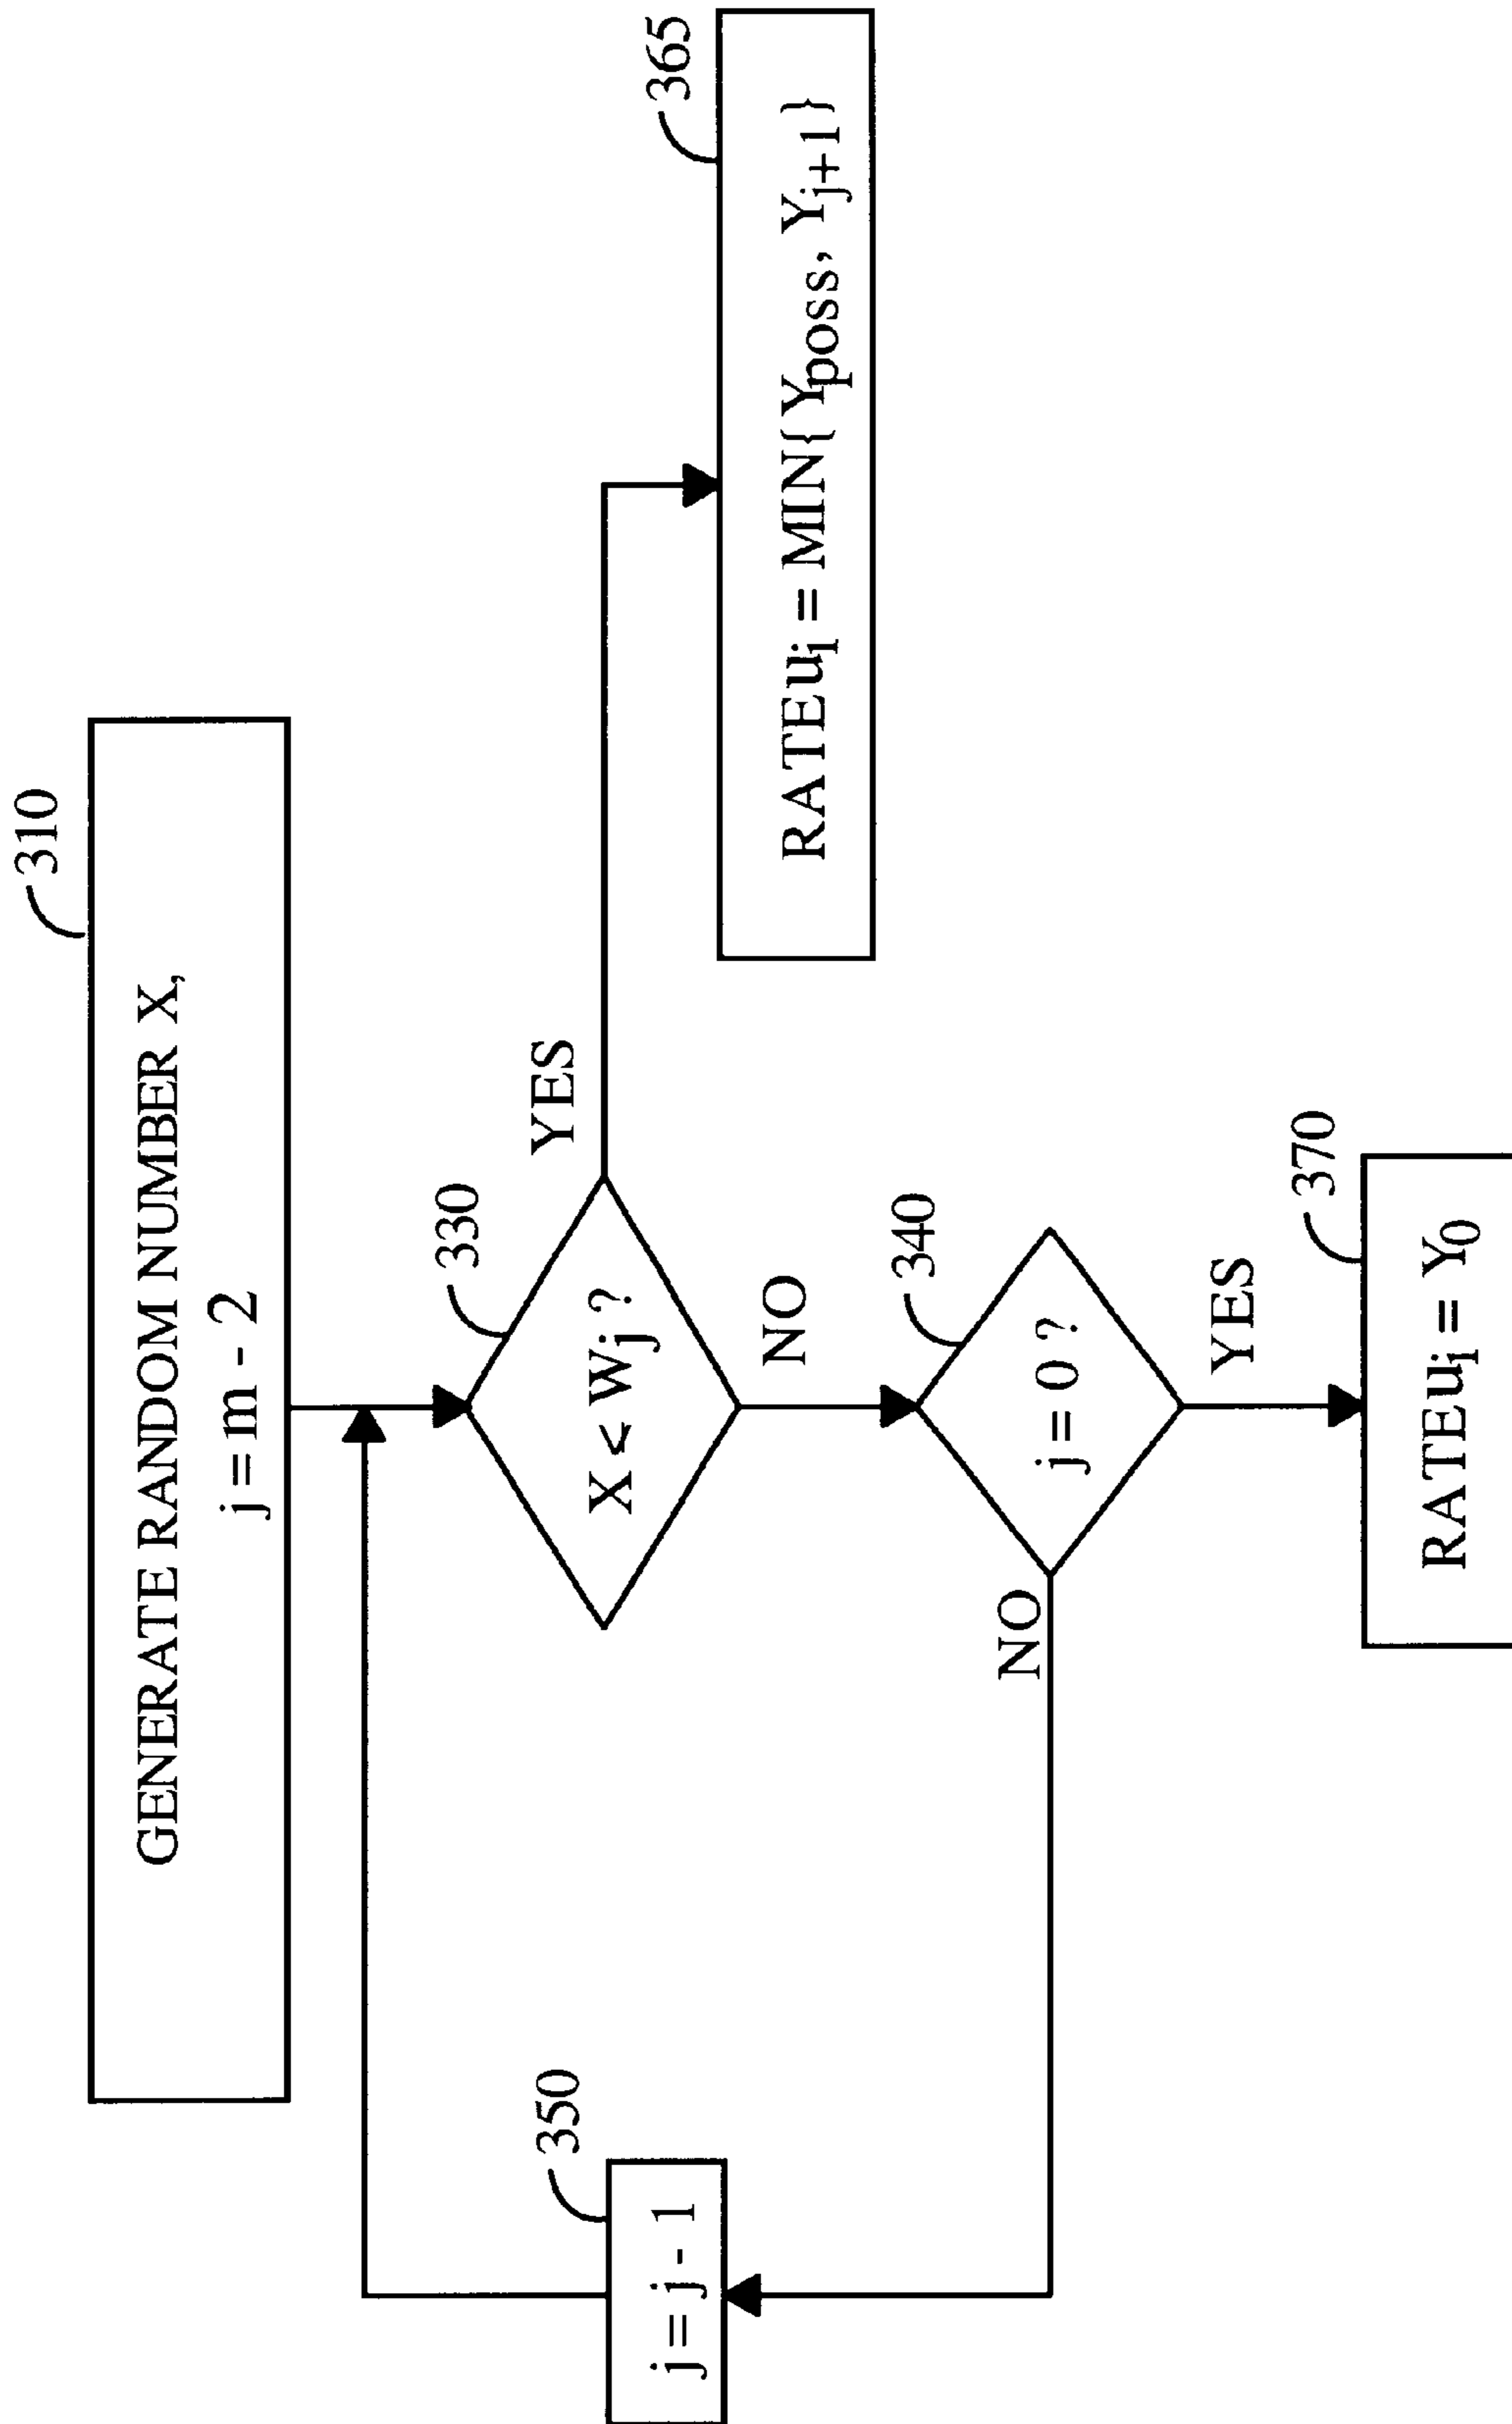 310
GENERATE RANDOM NUMBER X,
j = m - 2
330
X < Wj ?
YES
365
RATEui = MIN{Yposs, Yj+1}
NO
340
j = 0 ?
NO
350
j = j - 1
YES
370
RATEui = Y0